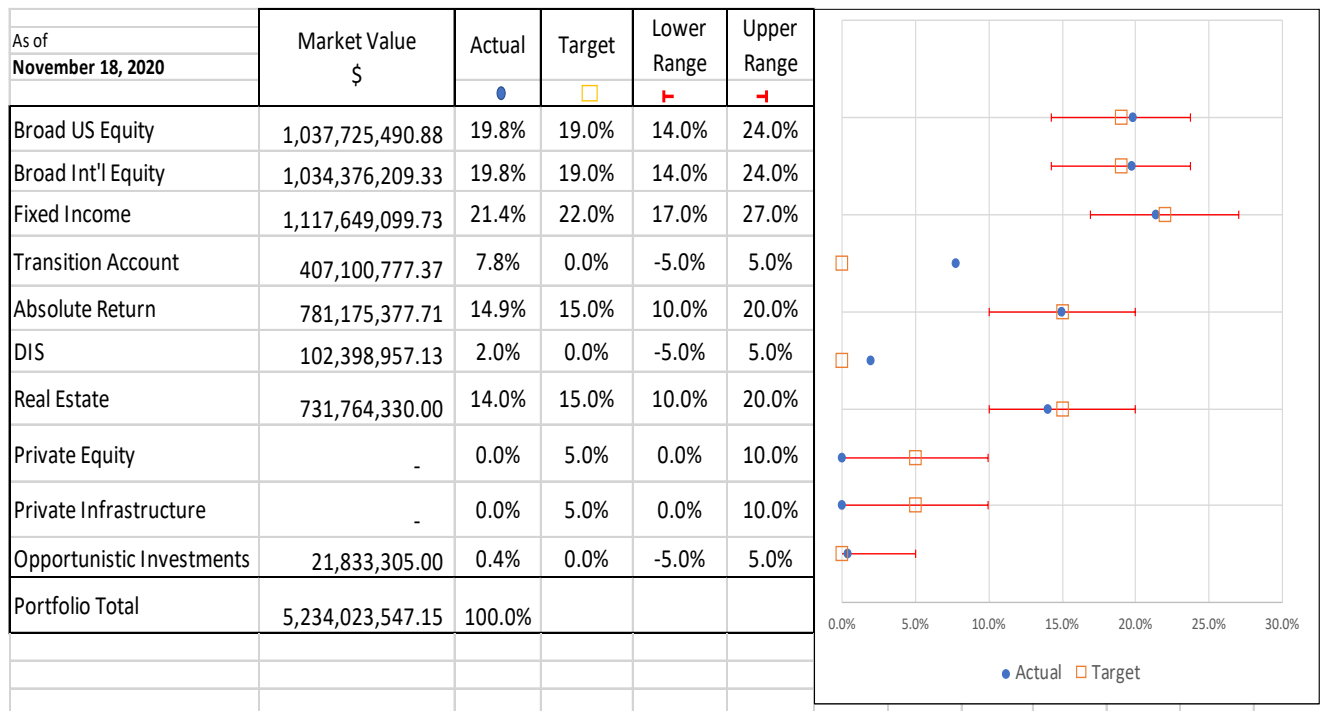 As of
November 18, 2020
Market Value
$
Actual
Target
Lower
Range
Upper
Range
Broad US Equity 1,037,725,490.88 19.8% 19.0% 14.0% 24.0%
Broad Int'l Equity 1,034,376,209.33 19.8% 19.0% 14.0% 24.0%
Fixed Income 1,117,649,099.73 21.4% 22.0% 17.0% 27.0%
Transition Account 407,100,777.37 7.8% 0.0% -5.0% 5.0%
Absolute Return 781,175,377.71 14.9% 15.0% 10.0% 20.0%
DIS 102,398,957.13 2.0% 0.0% -5.0% 5.0%
Real Estate 731,764,330.00 14.0% 15.0% 10.0% 20.0%
Private Equity - 0.0% 5.0% 0.0% 10.0%
Private Infrastructure - 0.0% 5.0% 0.0% 10.0%
Opportunistic Investments 21,833,305.00 0.4% 0.0% -5.0% 5.0%
Portfolio Total 5,234,023,547.15 100.0%
0.0% 5.0% 10.0% 15.0% 20.0% 25.0% 30.0%
Actual Target